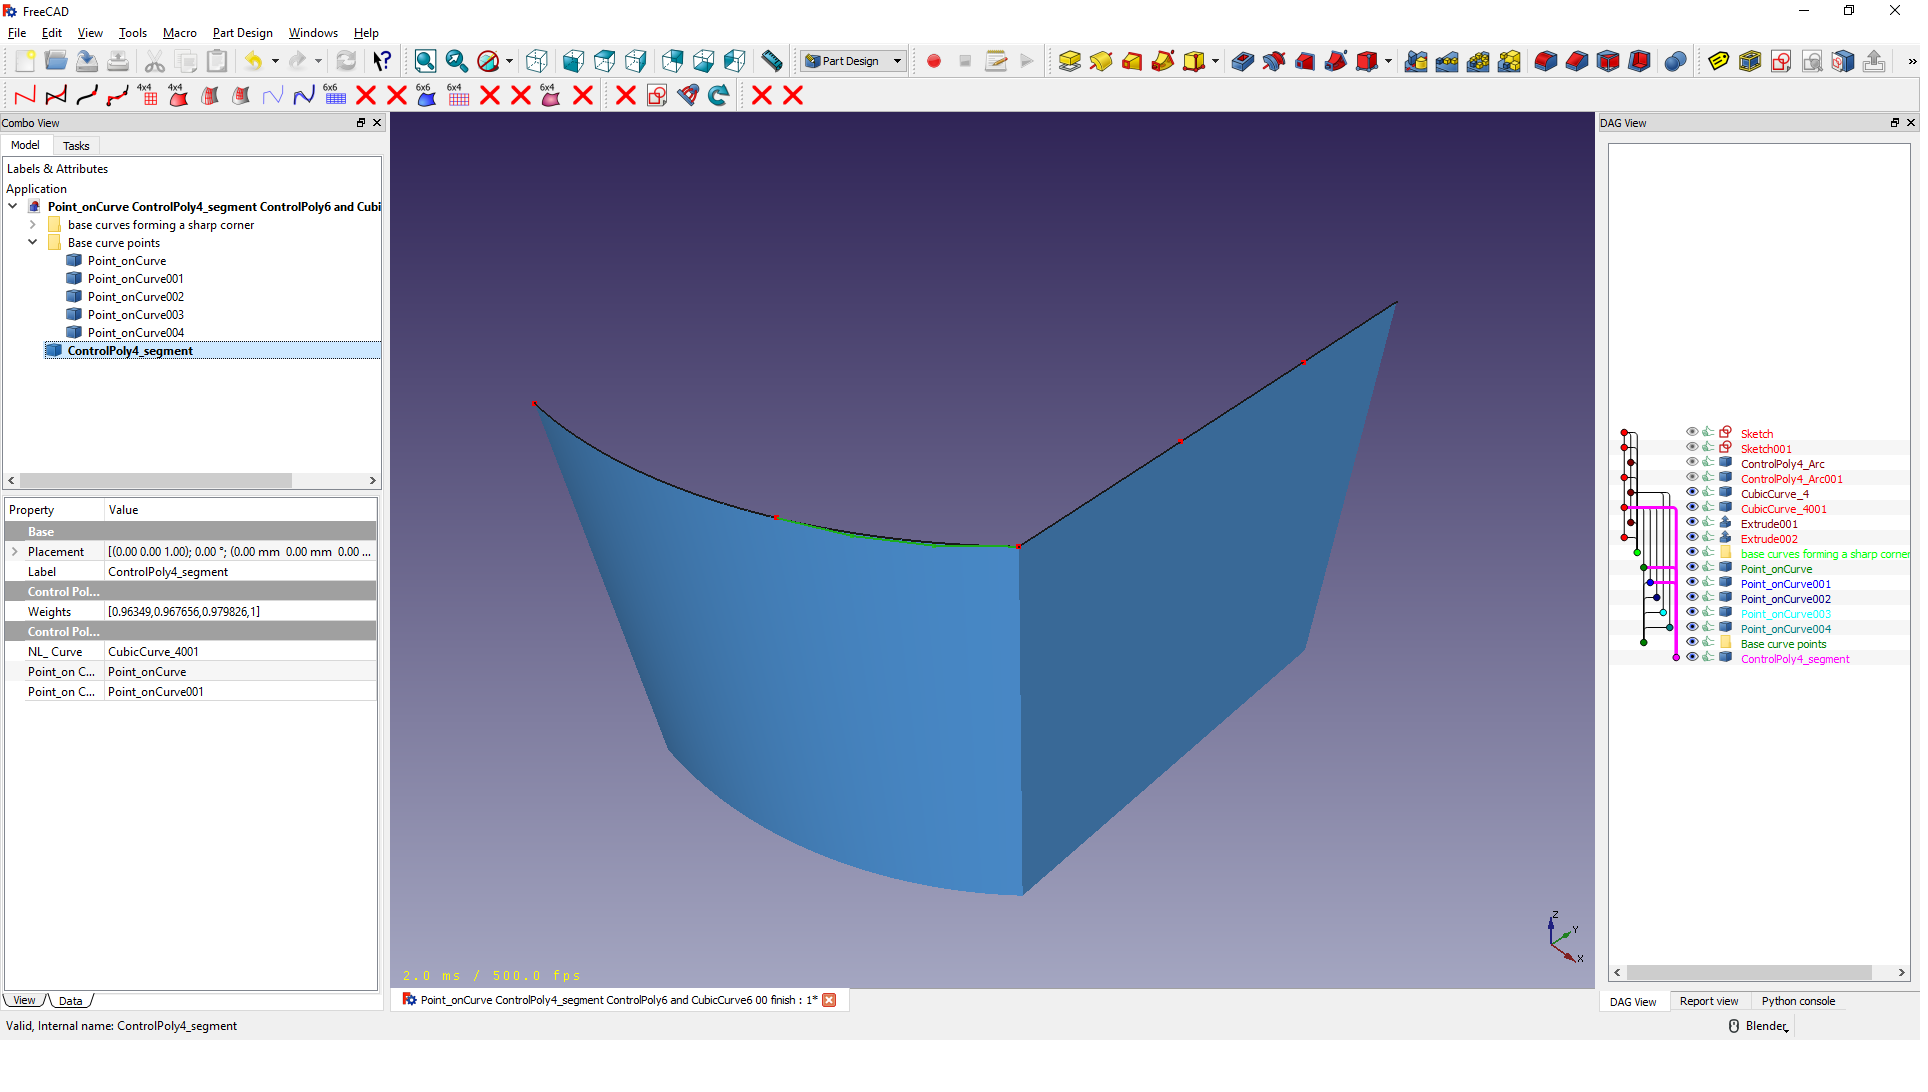 FreeCAD
File Edit View Tools Macro Part Design Windows Help
Part Design
4x4 4x4 6x6 6x6 6x4 6x4
Combo View
Model Tasks
Labels & Attributes
Application
Point_onCurve ControlPoly4_segment ControlPoly6 and Cubi
base curves forming a sharp corner
Base curve points
Point_onCurve
Point_onCurve001
Point_onCurve002
Point_onCurve003
Point_onCurve004
ControlPoly4_segment
Property Value
Base
Placement [(0.00 0.00 1.00); 0.00 °; (0.00 mm 0.00 mm 0.00 ...
Label ControlPoly4_segment
Control Pol...
Weights [0.96349,0.967656,0.979826,1]
Control Pol...
NL_ Curve CubicCurve_4001
Point_on C... Point_onCurve
Point_on C... Point_onCurve001
View Data
Valid, Internal name: ControlPoly4_segment
2.0 ms / 500.0 fps
Z
Y
X
Point_onCurve ControlPoly4_segment ControlPoly6 and CubicCurve6 00 finish : 1*
DAG View
Sketch
Sketch001
ControlPoly4_Arc
ControlPoly4_Arc001
CubicCurve_4
CubicCurve_4001
Extrude001
Extrude002
base curves forming a sharp corner
Point_onCurve
Point_onCurve001
Point_onCurve002
Point_onCurve003
Point_onCurve004
Base curve points
ControlPoly4_segment
DAG View Report view Python console
Blender